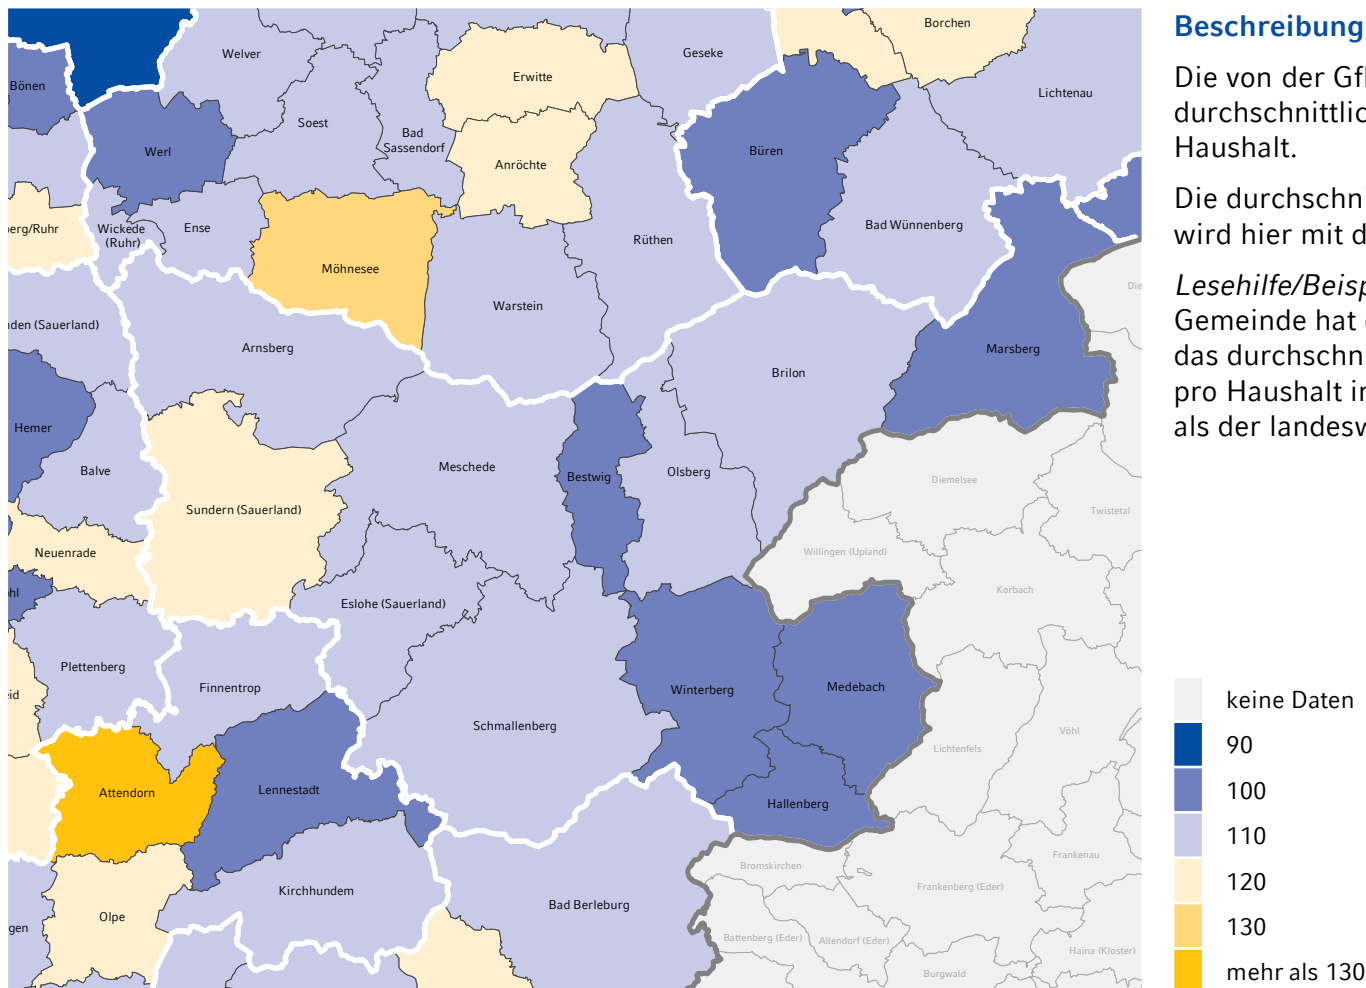 Borchen
Welver
Geseke
Erwitte
Bönen
Lichtenau
Soest
Bad
Sassendorf
Werl
Büren
Anröchte
Wickede
(Ruhr)
Ense
Bad Wünnenberg
Rüthen
Möhnesee
Warstein
Arnsberg
Marsberg
Brilon
Hemer
Balve
Meschede
Bestwig
Olsberg
Diemelsee
Twistetal
Sundern (Sauerland)
Neuenrade
Willingen (Upland)
Korbach
Eslohe (Sauerland)
Plettenberg
Finnentrop
Winterberg
Medebach
Schmallenberg
Vöhl
Lichtenfels
Attendorn
Lennestadt
Hallenberg
Frankenau
Bromskirchen
Frankenberg (Eder)
Kirchhundem
Bad Berleburg
Olpe
Battenberg (Eder)
Allendorf (Eder)
Haina (Kloster)
Burgwald
Beschreibung
Die von der Gf
durchschnittlic
Haushalt.
Die durchschni
wird hier mit d
Lesehilfe/Beisp
Gemeinde hat
das durchschn
pro Haushalt i
als der landesw
keine Daten
90
100
110
120
130
mehr als 130